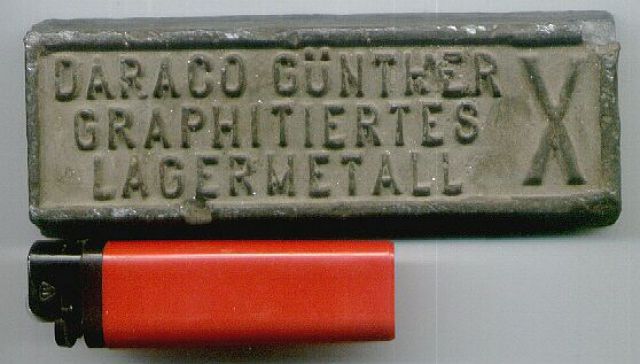 DARACO GÜNTHER
GRAPHITIERTES
LAGERMETALL
X